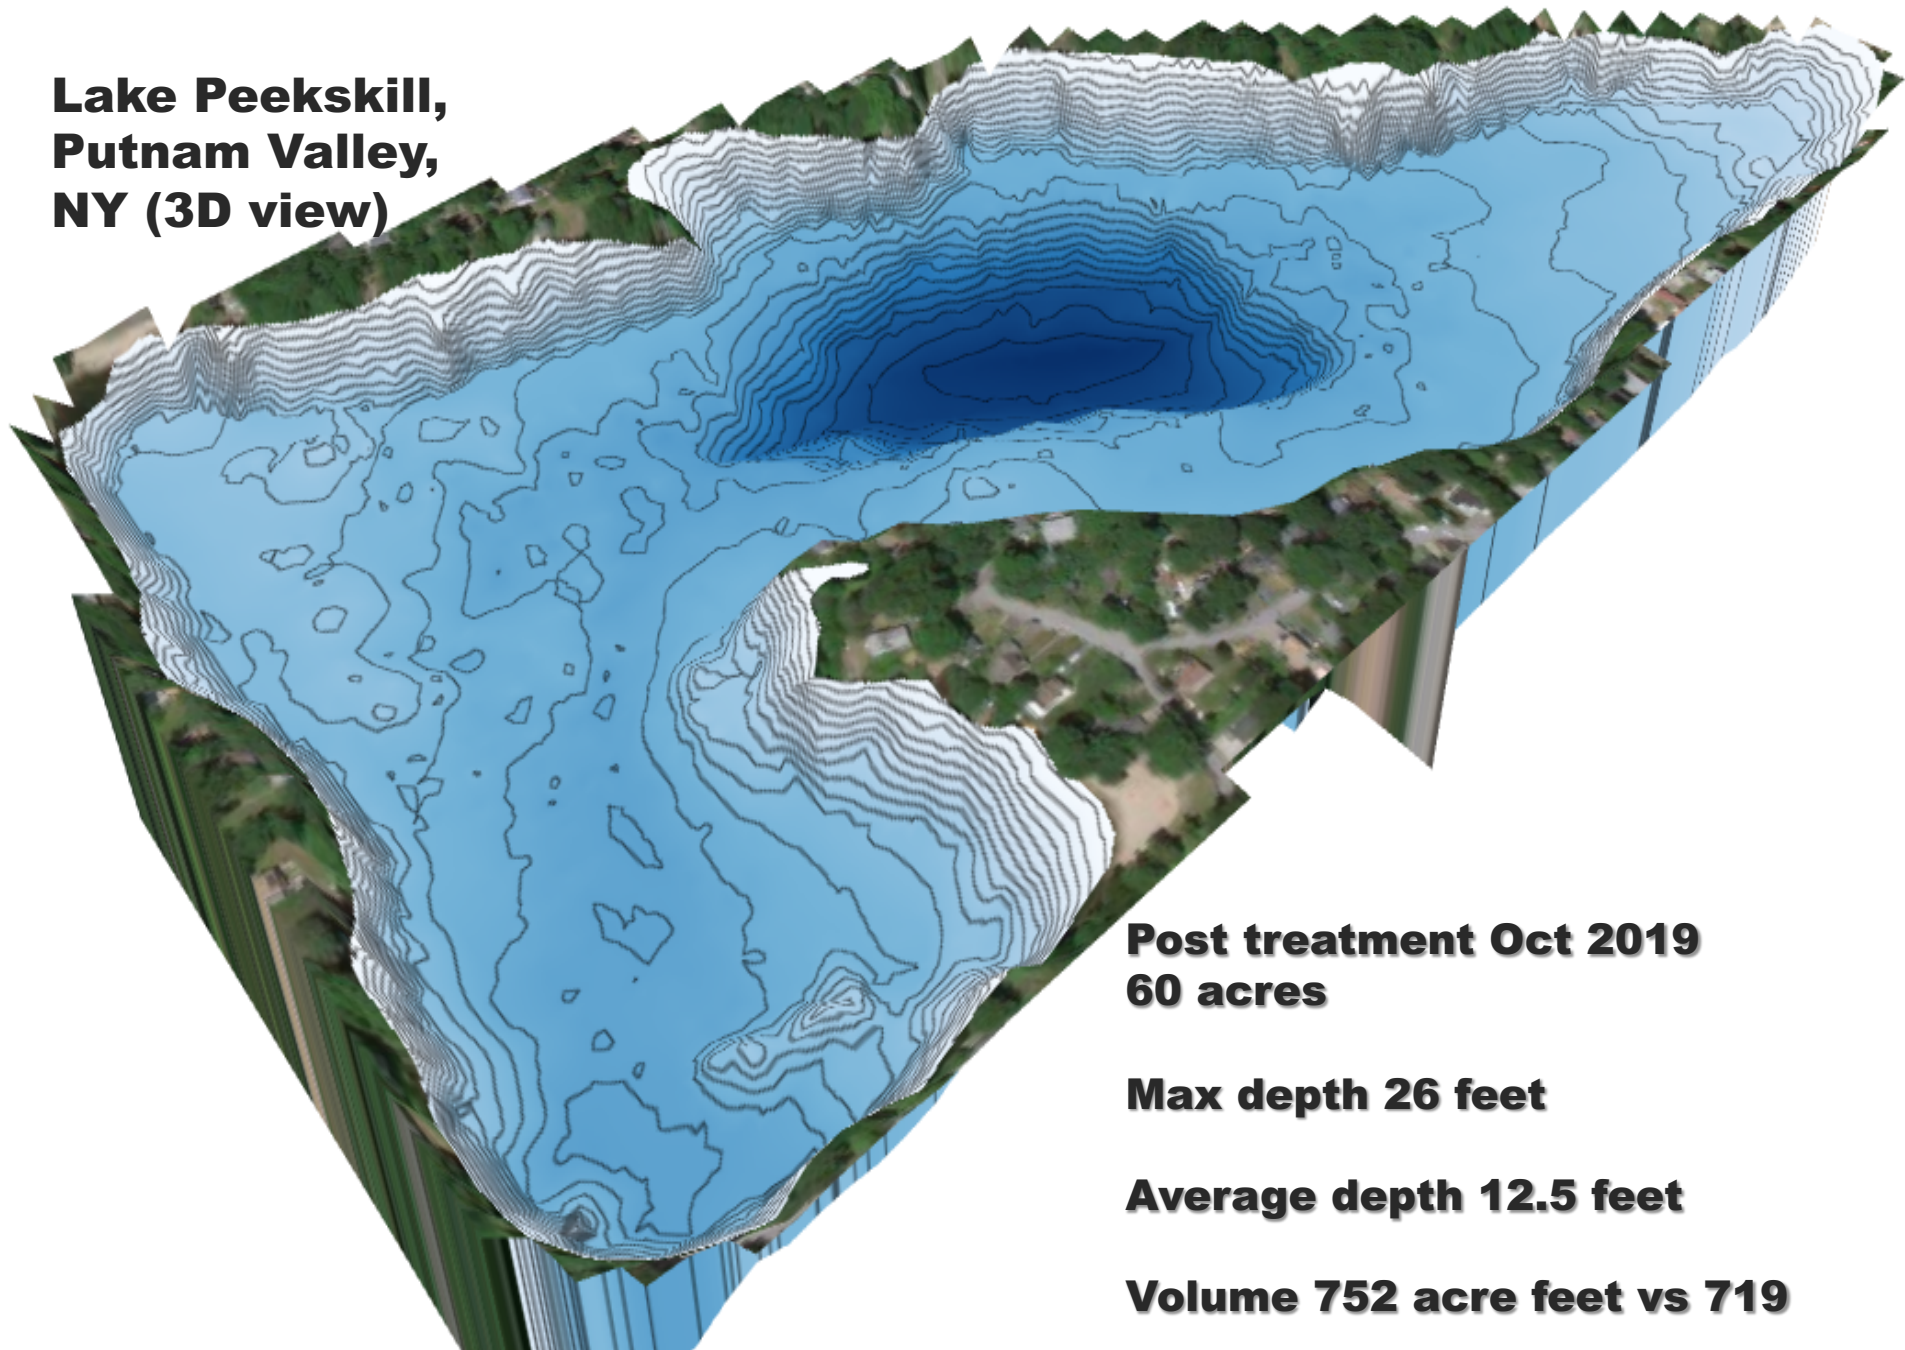 Lake Peekskill,
Putnam Valley,
NY (3D view)
Post treatment Oct 2019
60 acres
Max depth 26 feet
Average depth 12.5 feet
Volume 752 acre feet vs 719